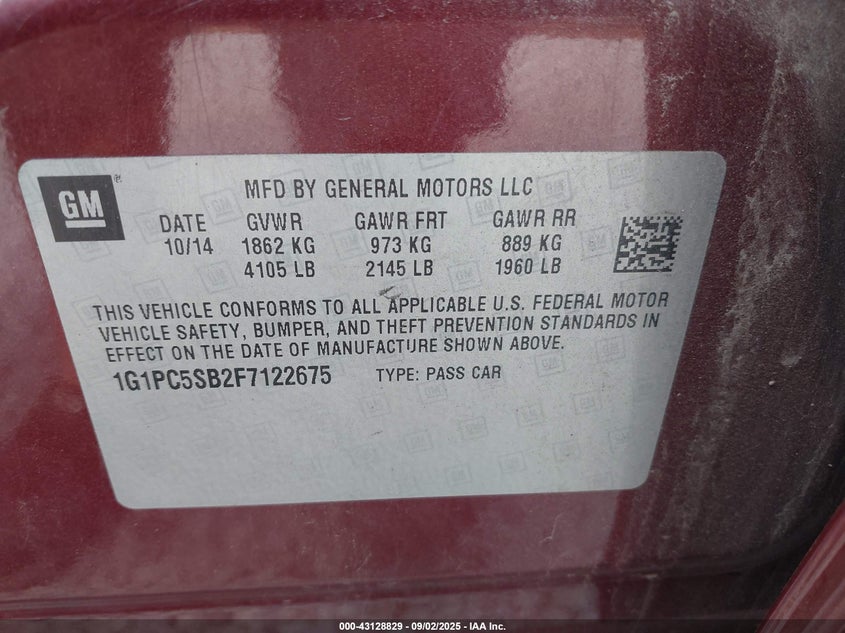 GM
MFD BY GENERAL MOTORS LLC
DATE GVWR GAWR FRT GAWR RR
10/14 1862 KG 973 KG 889 KG
4105 LB 2145 LB 1960 LB
THIS VEHICLE CONFORMS TO ALL APPLICABLE U.S. FEDERAL MOTOR
VEHICLE SAFETY, BUMPER, AND THEFT PREVENTION STANDARDS IN
EFFECT ON THE DATE OF MANUFACTURE SHOWN ABOVE.
1G1PC5SB2F7122675 TYPE: PASS CAR
000-43128829 - 09/02/2025 - IAA Inc.